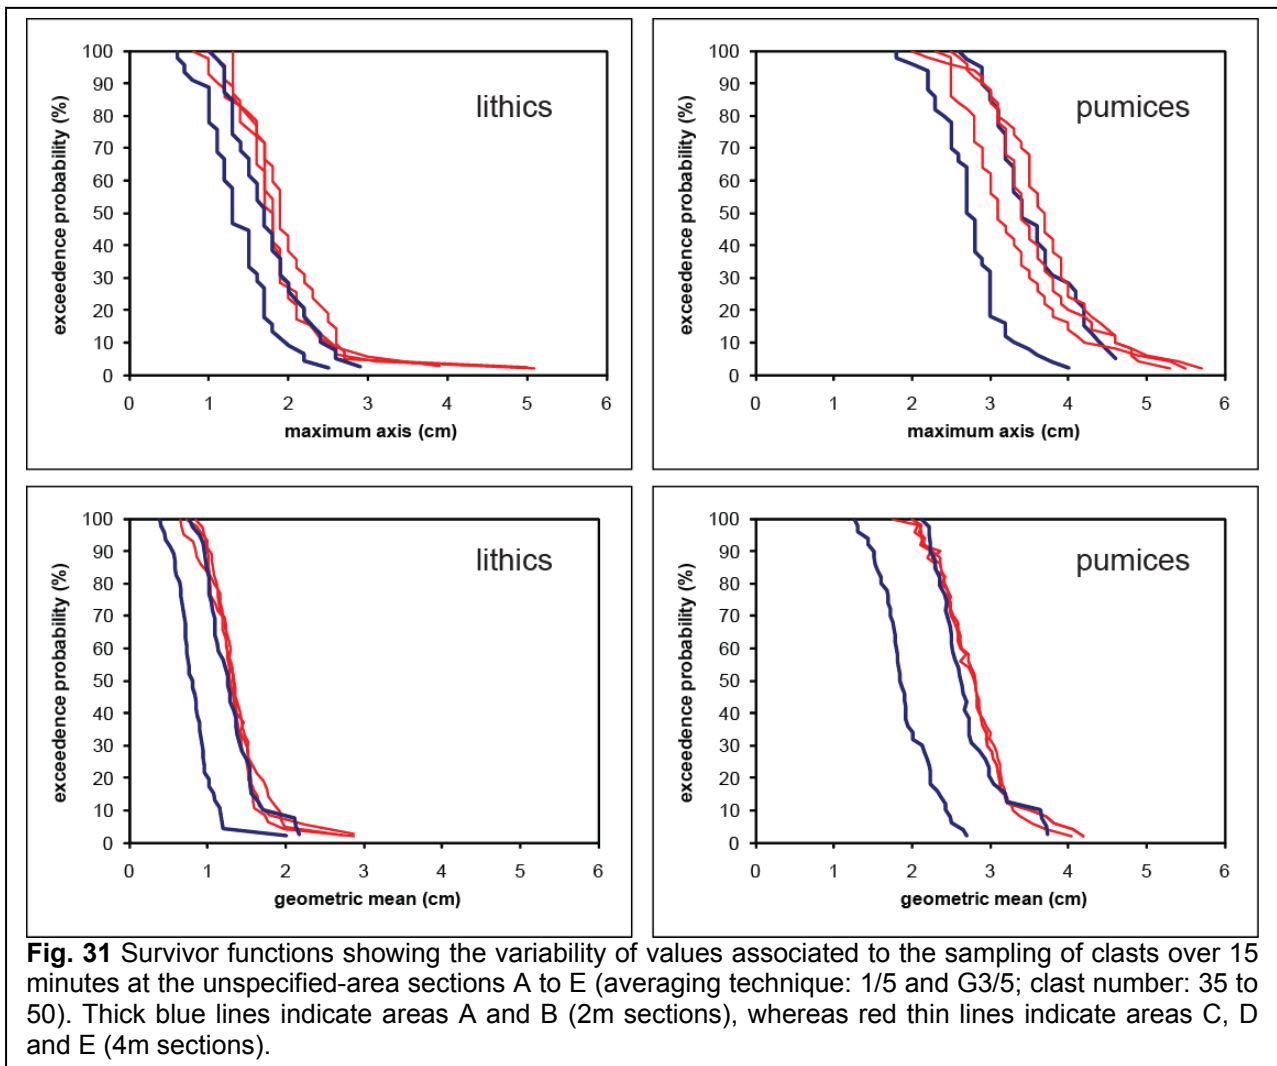 lithics
exceedence probability (%)
100
90
80
70
60
50
40
30
20
10
0
0 1 2 3 4 5 6
maximum axis (cm)
pumices
exceedence probability (%)
100
90
80
70
60
50
40
30
20
10
0
0 1 2 3 4 5 6
maximum axis (cm)
lithics
exceedence probability (%)
100
90
80
70
60
50
40
30
20
10
0
0 1 2 3 4 5 6
geometric mean (cm)
pumices
exceedence probability (%)
100
90
80
70
60
50
40
30
20
10
0
0 1 2 3 4 5 6
geometric mean (cm)
Fig. 31 Survivor functions showing the variability of values associated to the sampling of clasts over 15
minutes at the unspecified-area sections A to E (averaging technique: 1/5 and G3/5; clast number: 35 to
50). Thick blue lines indicate areas A and B (2m sections), whereas red thin lines indicate areas C, D
and E (4m sections).